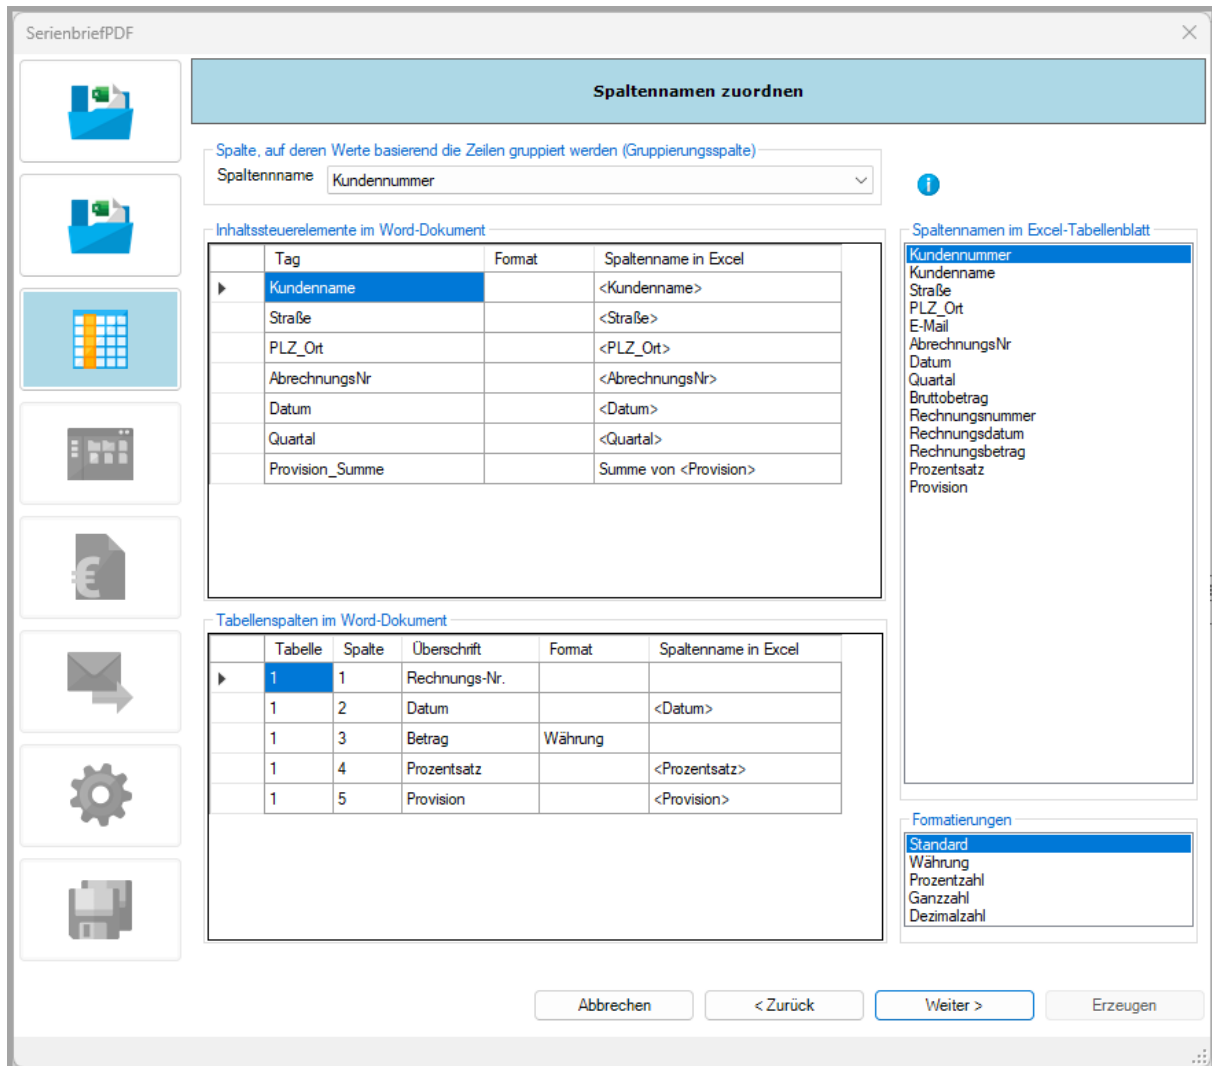 SerienbriefPDF
Spaltennamen zuordnen
Spalte, auf deren Werte basierend die Zeilen gruppiert werden (Gruppierungsspalte)
Spaltennname Kundennummer
Inhaltssteuerelemente im Word-Dokument
Tag Format Spaltenname in Excel
Kundenname <Kundenname>
Straße <Straße>
PLZ_Ort <PLZ_Ort>
AbrechnungsNr <AbrechnungsNr>
Datum <Datum>
Quartal <Quartal>
Provision_Summe Summe von <Provision>
Tabellenspalten im Word-Dokument
Tabelle Spalte Überschrift Format Spaltenname in Excel
1 1 Rechnungs-Nr.
1 2 Datum <Datum>
1 3 Betrag Währung
1 4 Prozentsatz <Prozentsatz>
1 5 Provision <Provision>
Spaltennamen im Excel-Tabellenblatt
Kundennummer
Kundenname
Straße
PLZ_Ort
E-Mail
AbrechnungsNr
Datum
Quartal
Bruttobetrag
Rechnungsnummer
Rechnungsdatum
Rechnungsbetrag
Prozentsatz
Provision
Formatierungen
Standard
Währung
Prozentzahl
Ganzzahl
Dezimalzahl
Abbrechen < Zurück Weiter > Erzeugen